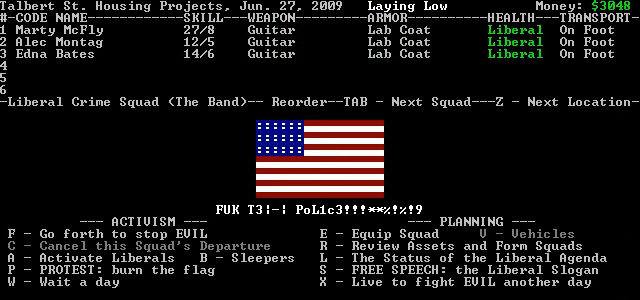 Talbert St. Housing Projects, Jun. 27, 2009 Laying Low Money: $3048
#-CODE NAME------------SKILL---WEAPON---------ARMOR----------HEALTH---TRANSPORT-
1 Marty McFly 27/8 Guitar Lab Coat Liberal On Foot
2 Alec Montag 12/5 Guitar Lab Coat Liberal On Foot
3 Edna Bates 14/6 Guitar Lab Coat Liberal On Foot
4
5
6
-Liberal Crime Squad (The Band)-- Reorder--TAB - Next Squad---Z - Next Location-
FUK T3|-| PoL1c3!!!**%!%!9
--- ACTIVISM --- --- PLANNING ---
F - Go forth to stop EVIL E - Equip Squad V - Vehicles
C - Cancel this Squad's Departure R - Review Assets and Form Squads
A - Activate Liberals B - Sleepers L - The Status of the Liberal Agenda
P - PROTEST: burn the flag S - FREE SPEECH: the Liberal Slogan
W - Wait a day X - Live to fight EVIL another day